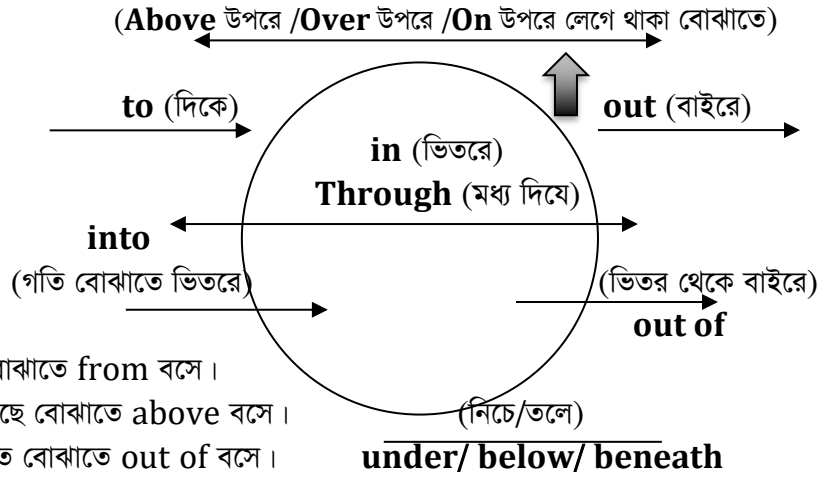 (Above উপরে /Over উপরে /On উপরে লেগে থাকা বোঝাতে)
to (দিকে)
out (বাইরে)
in (ভিতরে)
Through (মধ্য দিযে)
into
(গতি বোঝাতে ভিতরে)
(ভিতর থেকে বাইরে)
out of
বোঝাতে from বসে।
বোঝাতে above বসে।
(নিচে/তলে)
বোঝাতে out of বসে।
under/ below/ beneath